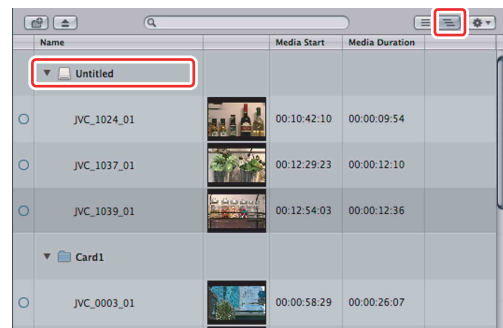 Name Media Start Media Duration
Untitled
JVC_1024_01 00:10:42:10 00:00:09:54
JVC_1037_01 00:12:29:23 00:00:12:10
JVC_1039_01 00:12:54:03 00:00:12:36
Card1
JVC_0003_01 00:00:58:29 00:00:26:07